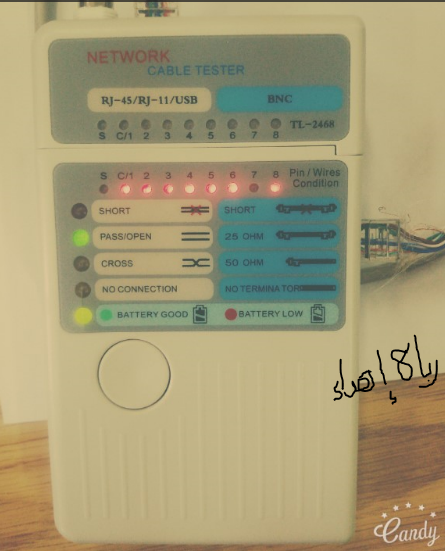 NETWORK
CABLE TESTER
RJ-45/RJ-11/USB BNC
S C/1 2 3 4 5 6 7 8 TL-2468
S C/1 2 3 4 5 6 7 8 Pin / Wires
Condition
SHORT SHORT
PASS/OPEN 25 OHM
CROSS 50 OHM
NO CONNECTION NO TERMINATOR
BATTERY GOOD BATTERY LOW
Candy